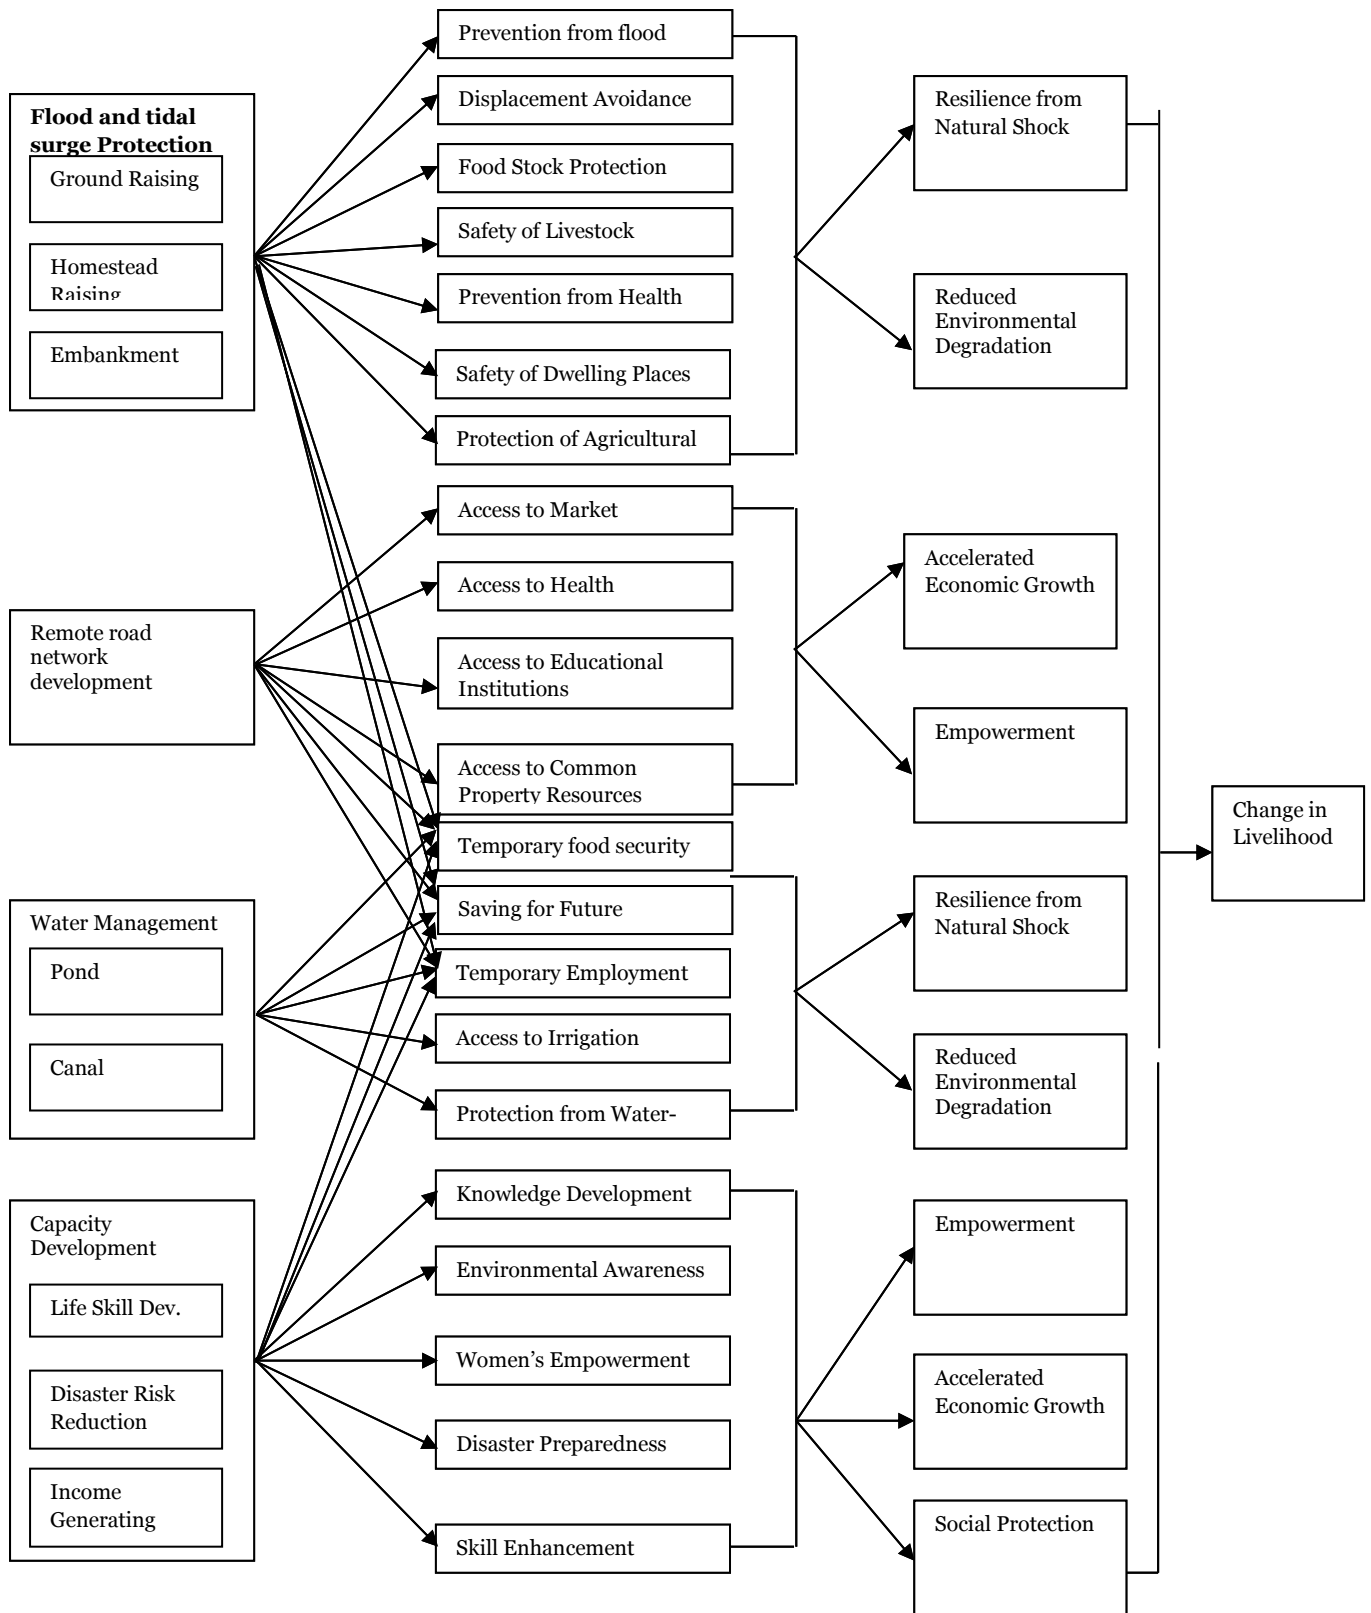 Flood and tidal
surge Protection
Ground Raising
Homestead
Raising
Embankment
Remote road
network
development
Water Management
Pond
Canal
Capacity
Development
Life Skill Dev.
Disaster Risk
Reduction
Income
Generating
Prevention from flood
Displacement Avoidance
Food Stock Protection
Safety of Livestock
Prevention from Health
Safety of Dwelling Places
Protection of Agricultural
Access to Market
Access to Health
Access to Educational
Institutions
Access to Common
Property Resources
Temporary food security
Saving for Future
Temporary Employment
Access to Irrigation
Protection from Water-
Knowledge Development
Environmental Awareness
Women’s Empowerment
Disaster Preparedness
Skill Enhancement
Resilience from
Natural Shock
Reduced
Environmental
Degradation
Accelerated
Economic Growth
Empowerment
Resilience from
Natural Shock
Reduced
Environmental
Degradation
Empowerment
Accelerated
Economic Growth
Social Protection
Change in
Livelihood